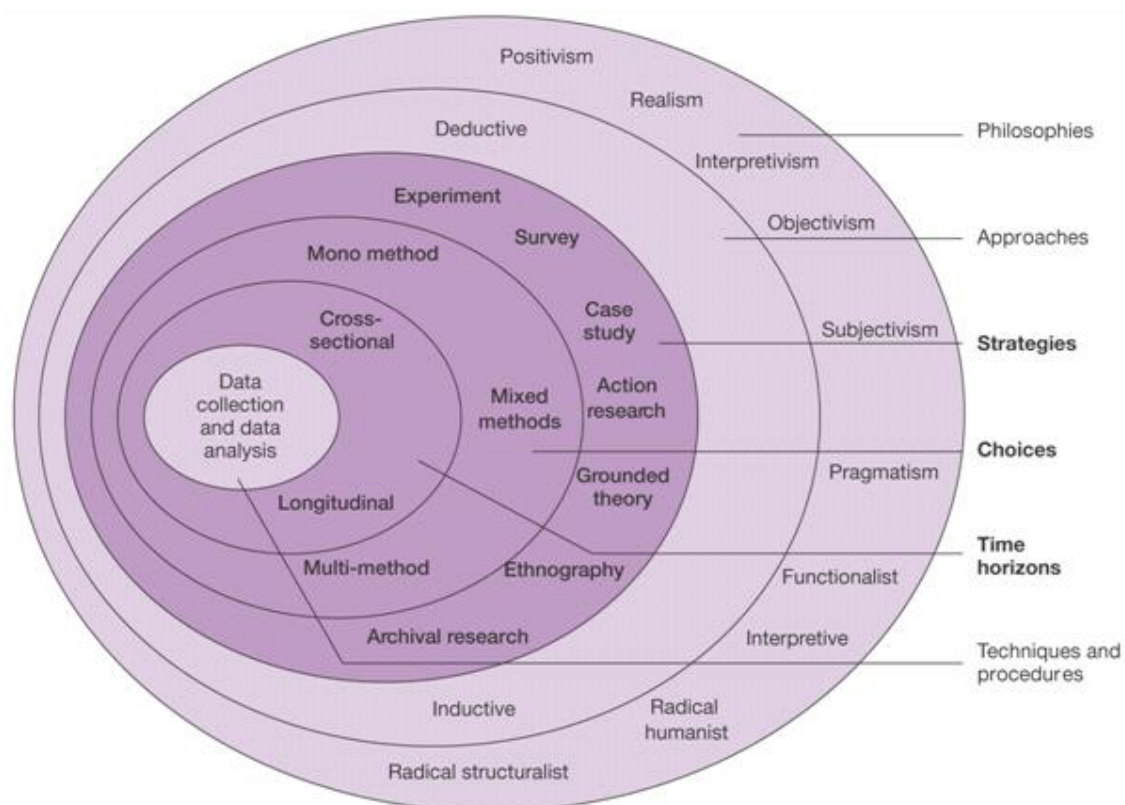 Positivism
Realism
Philosophies
Deductive
Interpretivism
Experiment
Objectivism
Approaches
Survey
Mono method
Case
study
Cross-
sectional
Subjectivism
Strategies
Data
collection
and data
analysis
Mixed
methods
Action
research
Choices
Pragmatism
Grounded
theory
Longitudinal
Time
horizons
Multi-method
Ethnography
Functionalist
Archival research
Interpretive
Techniques and
procedures
Inductive
Radical
humanist
Radical structuralist